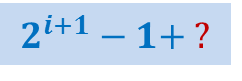 2^{i+1} − 1+ ?